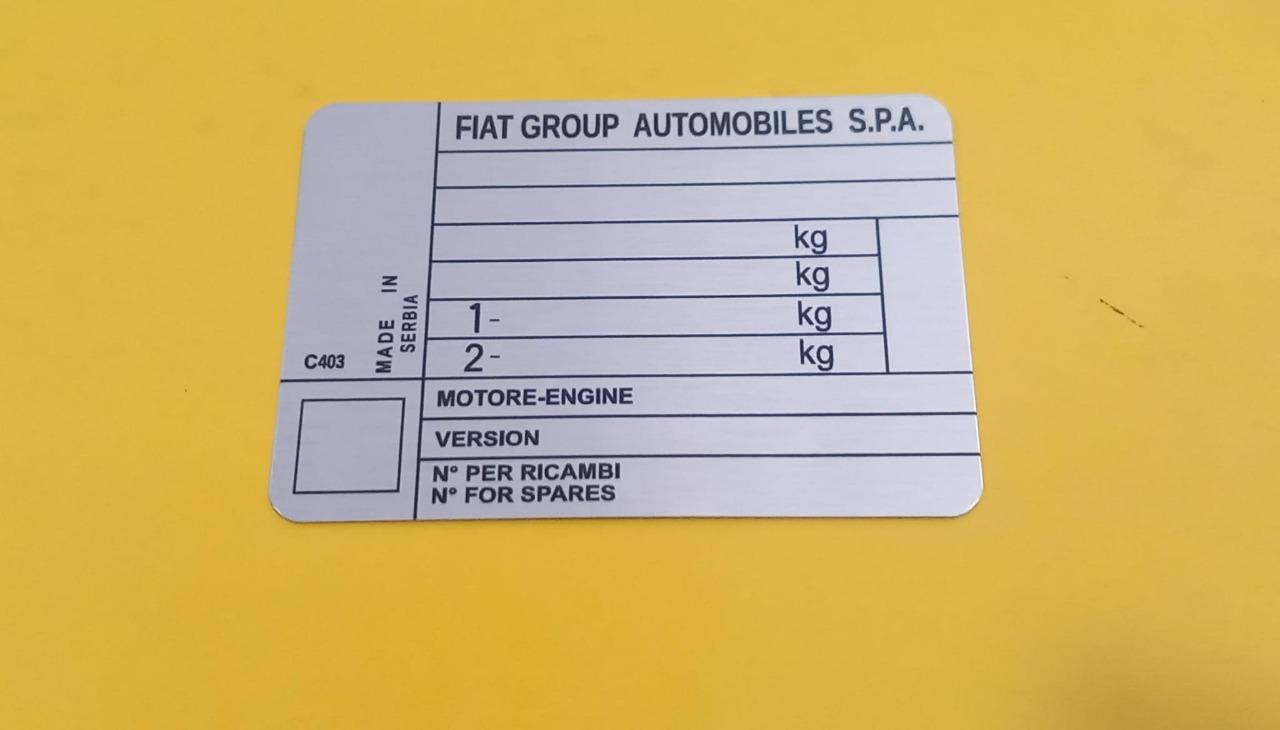 FIAT GROUP AUTOMOBILES S.P.A.
kg
kg
1- kg
2- kg
MADE IN
SERBIA
C403
MOTORE-ENGINE
VERSION
N° PER RICAMBI
N° FOR SPARES